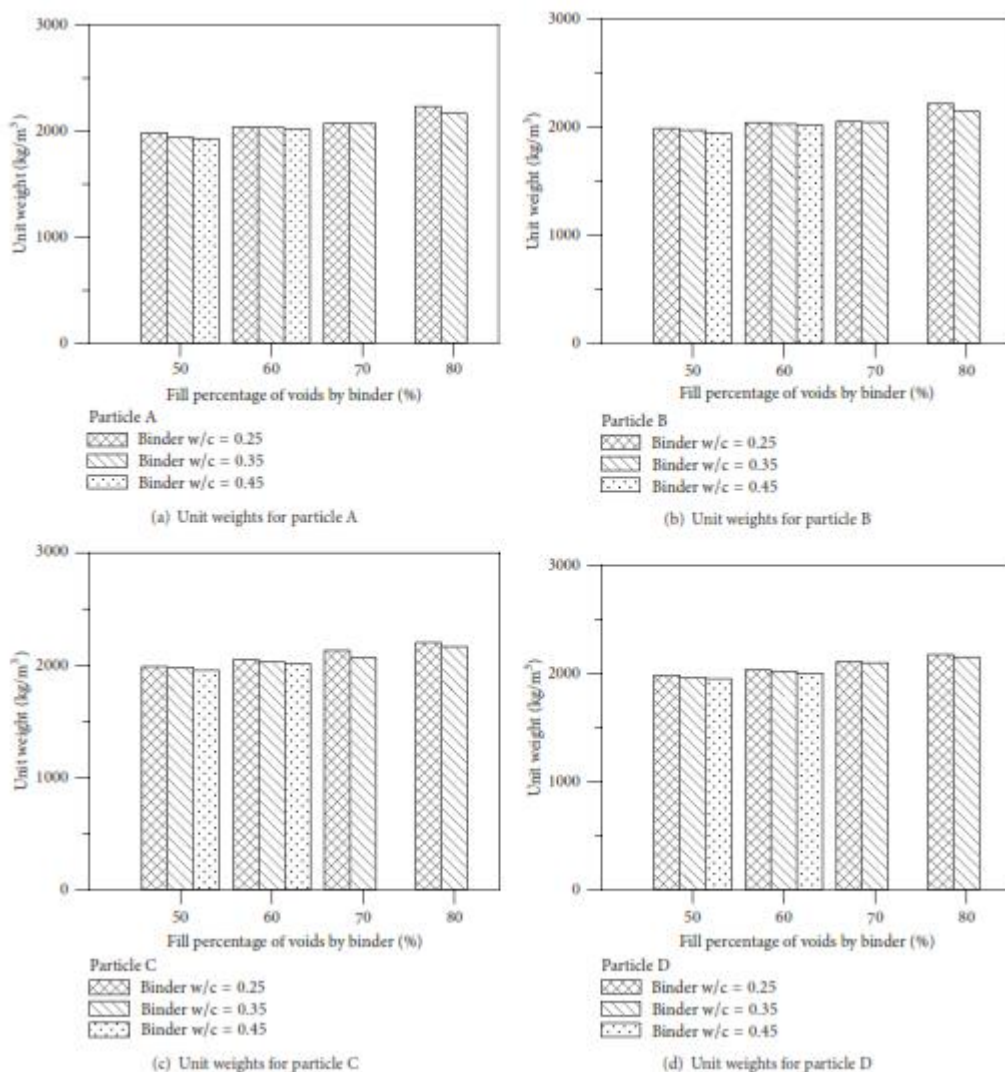 3000
2000
1000
0
Unit weight (kg/m³)
50 60 70 80
Fill percentage of voids by binder (%)
Particle A
Binder w/c = 0.25
Binder w/c = 0.35
Binder w/c = 0.45
(a) Unit weights for particle A
3000
2000
1000
0
Unit weight (kg/m³)
50 60 70 80
Fill percentage of voids by binder (%)
Particle B
Binder w/c = 0.25
Binder w/c = 0.35
Binder w/c = 0.45
(b) Unit weights for particle B
3000
2000
1000
0
Unit weight (kg/m³)
50 60 70 80
Fill percentage of voids by binder (%)
Particle C
Binder w/c = 0.25
Binder w/c = 0.35
Binder w/c = 0.45
(c) Unit weights for particle C
3000
2000
1000
0
Unit weight (kg/m³)
50 60 70 80
Fill percentage of voids by binder (%)
Particle D
Binder w/c = 0.25
Binder w/c = 0.35
Binder w/c = 0.45
(d) Unit weights for particle D